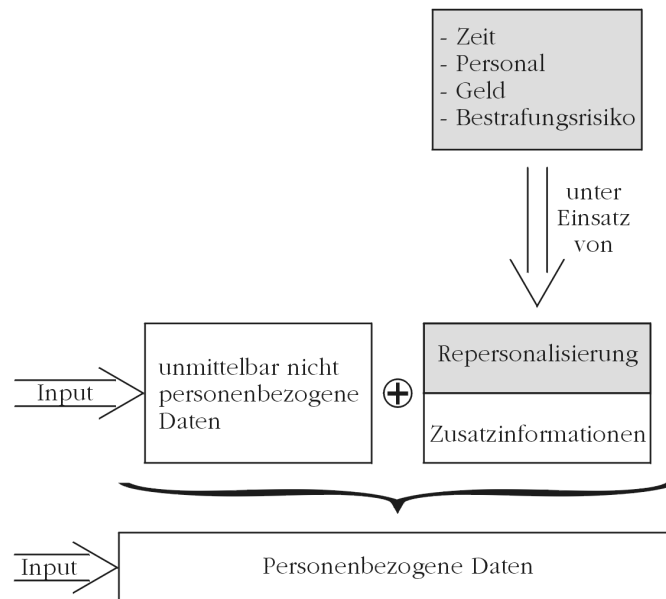 - Zeit
- Personal
- Geld
- Bestrafungsrisiko
unter
Einsatz
von
Input
unmittelbar nicht
personenbezogene
Daten
Repersonalisierung
Zusatzinformationen
Input
Personenbezogene Daten